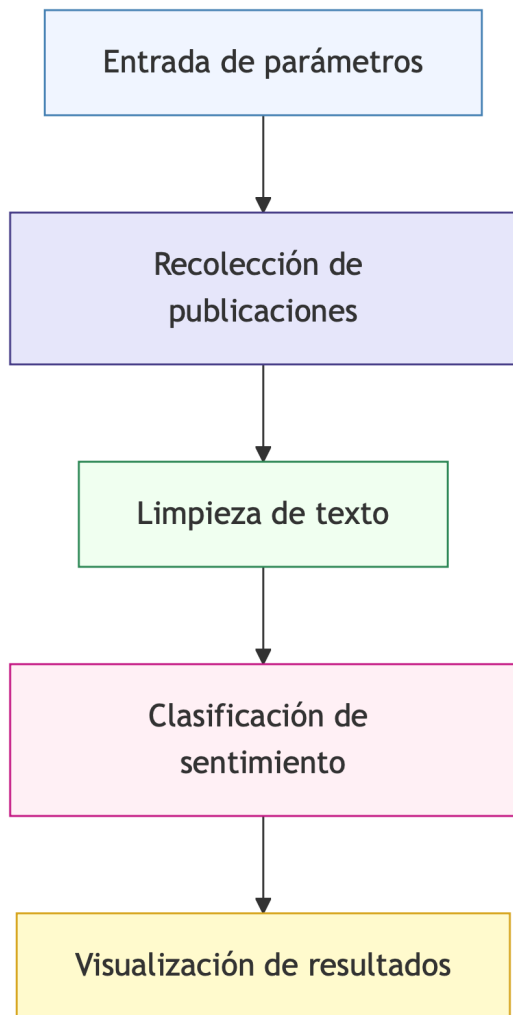 Entrada de parámetros
Recolección de
publicaciones
Limpieza de texto
Clasificación de
sentimiento
Visualización de resultados